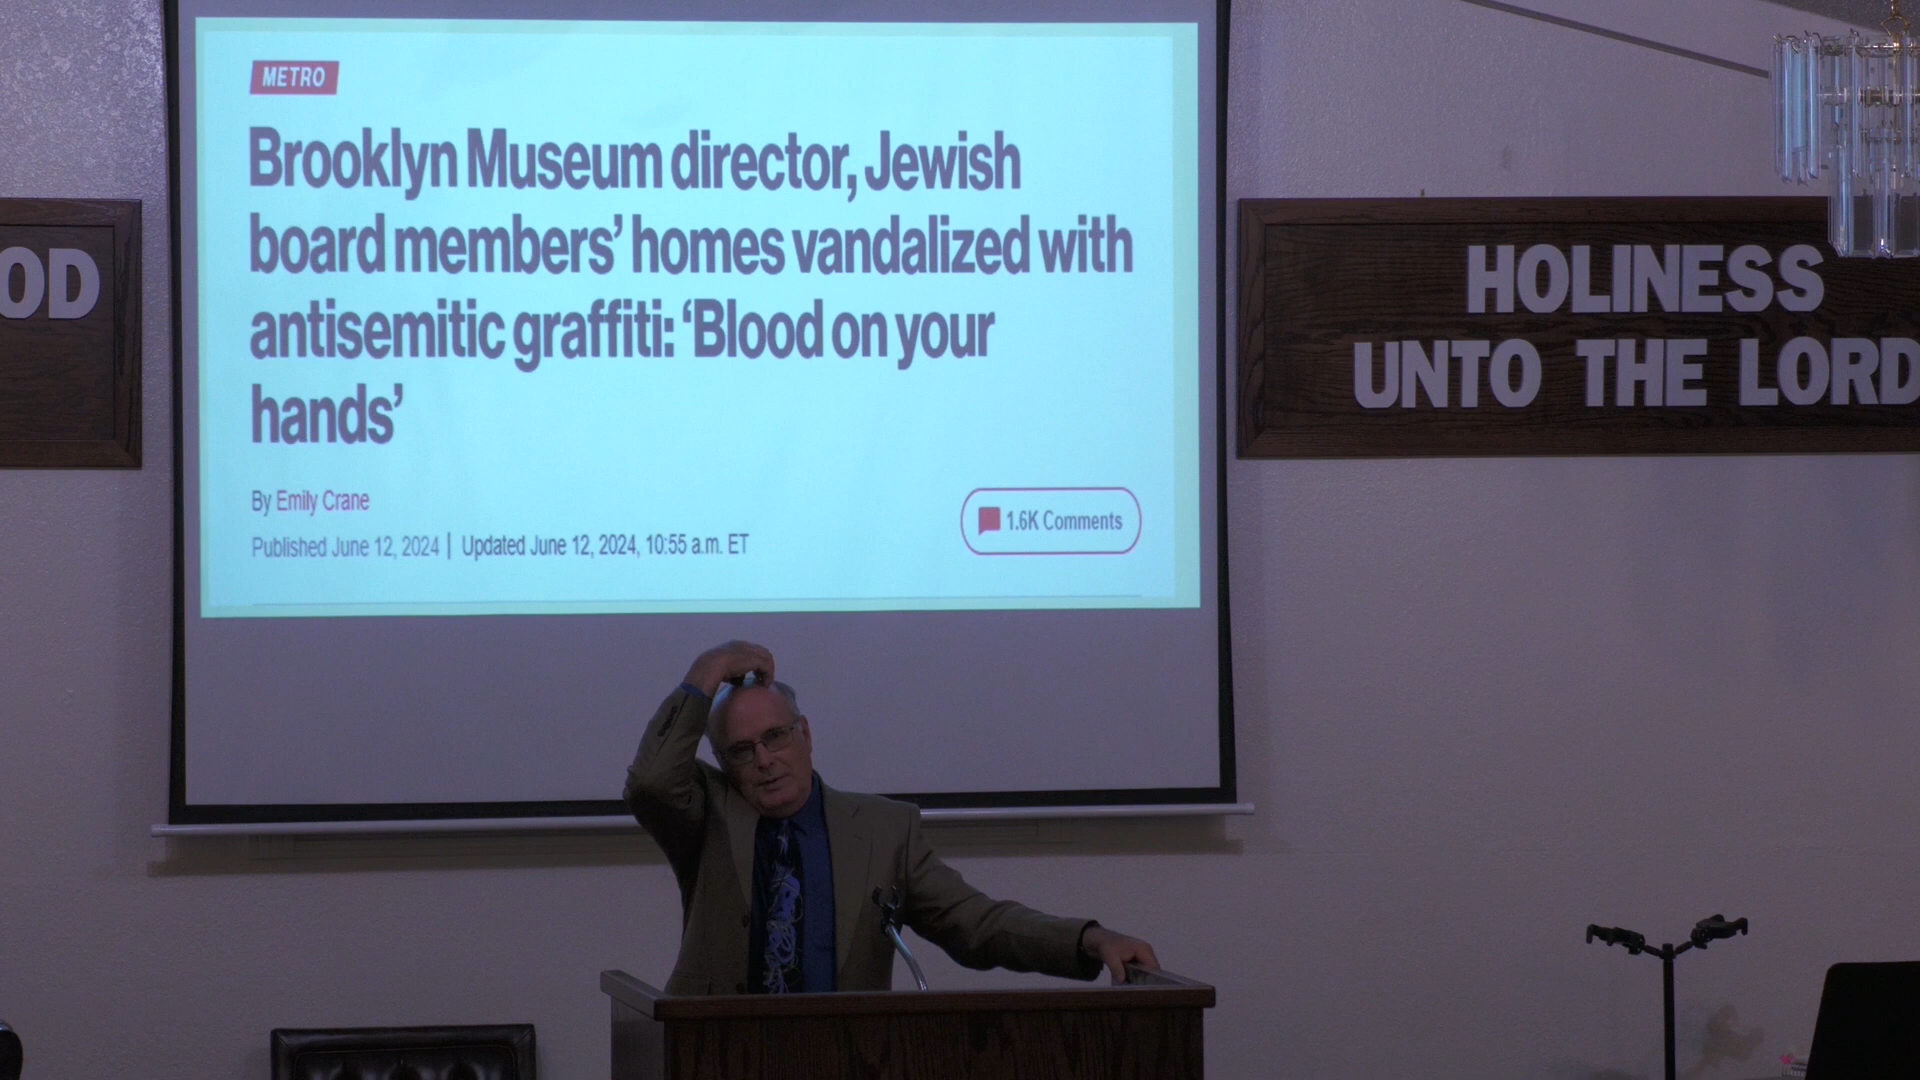 METRO
Brooklyn Museum director, Jewish
board members' homes vandalized with
antisemitic graffiti: 'Blood on your
hands'
By Emily Crane
Published June 12, 2024 | Updated June 12, 2024, 10:55 a.m. ET
1.6K Comments
OD
HOLINESS
UNTO THE LORD